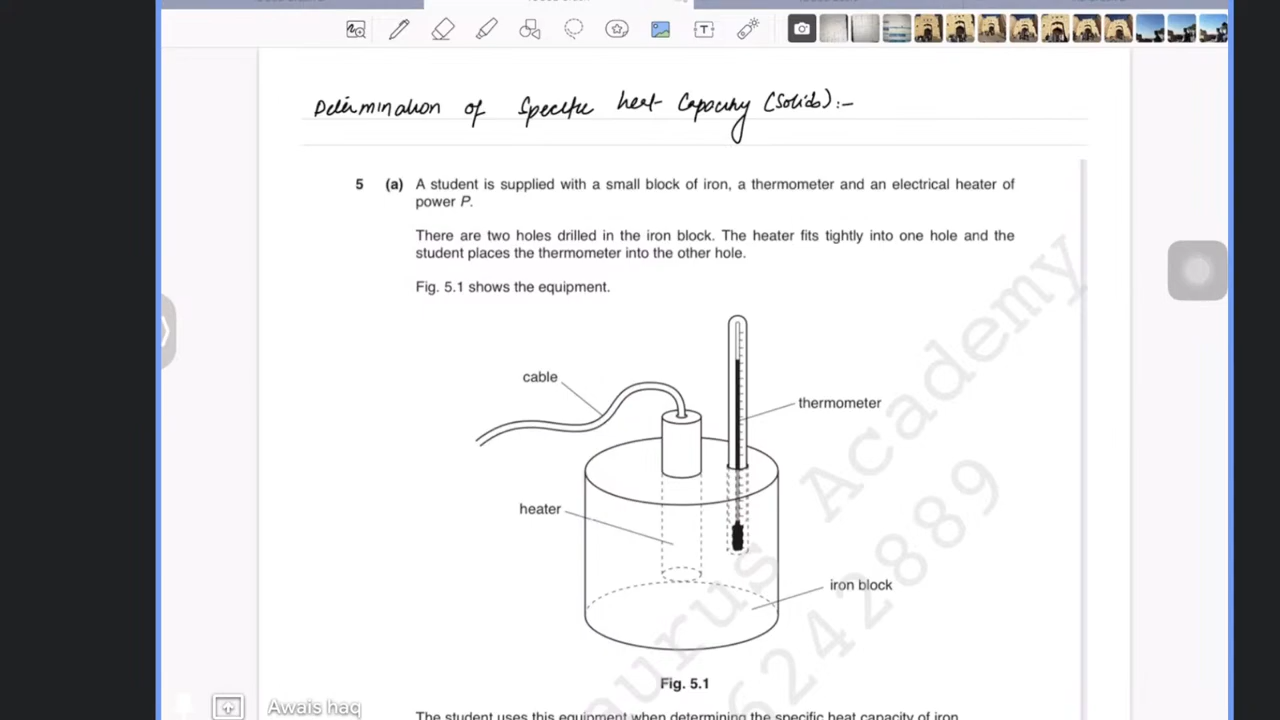 Determination of Specific heat Capacity (Solids):-
5 (a) A student is supplied with a small block of iron, a thermometer and an electrical heater of
power P.
There are two holes drilled in the iron block. The heater fits tightly into one hole and the
student places the thermometer into the other hole.
Fig. 5.1 shows the equipment.
cable
thermometer
heater
iron block
Fig. 5.1
The student uses this equipment when determining the specific heat capacity of iron.
urus Academy
6242889
Awais haq